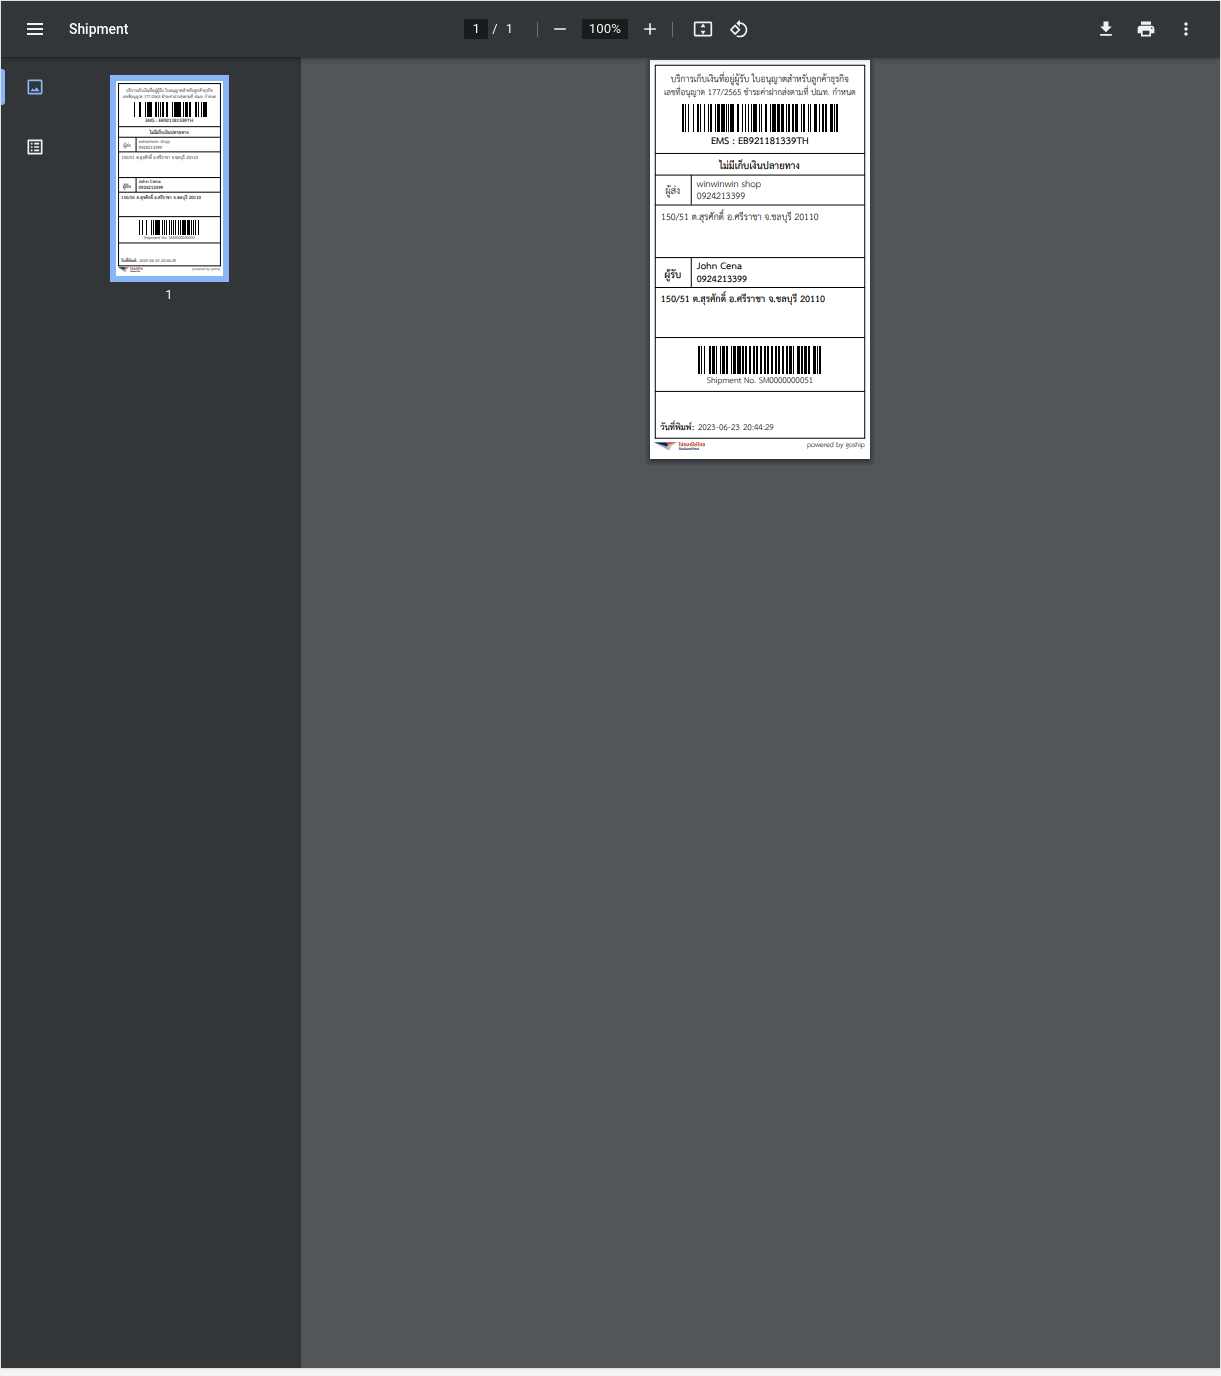 Shipment
1 / 1
100%
1
บริการเก็บเงินที่อยู่ผู้รับ ใบอนุญาตสำหรับลูกค้าธุรกิจ
เลขที่อนุญาต 177/2565 ชำระค่าฝากส่งตามที่ ปณท. กำหนด
EMS : EB921181339TH
ไม่มีเก็บเงินปลายทาง
ผู้ส่ง
winwinwin shop
0924213399
150/51 ต.สุรศักดิ์ อ.ศรีราชา จ.ชลบุรี 20110
ผู้รับ
John Cena
0924213399
150/51 ต.สุรศักดิ์ อ.ศรีราชา จ.ชลบุรี 20110
Shipment No. SM0000000051
วันที่พิมพ์: 2023-06-23 20:44:29
ไปรษณีย์ไทย
Thailand Post
powered by goship